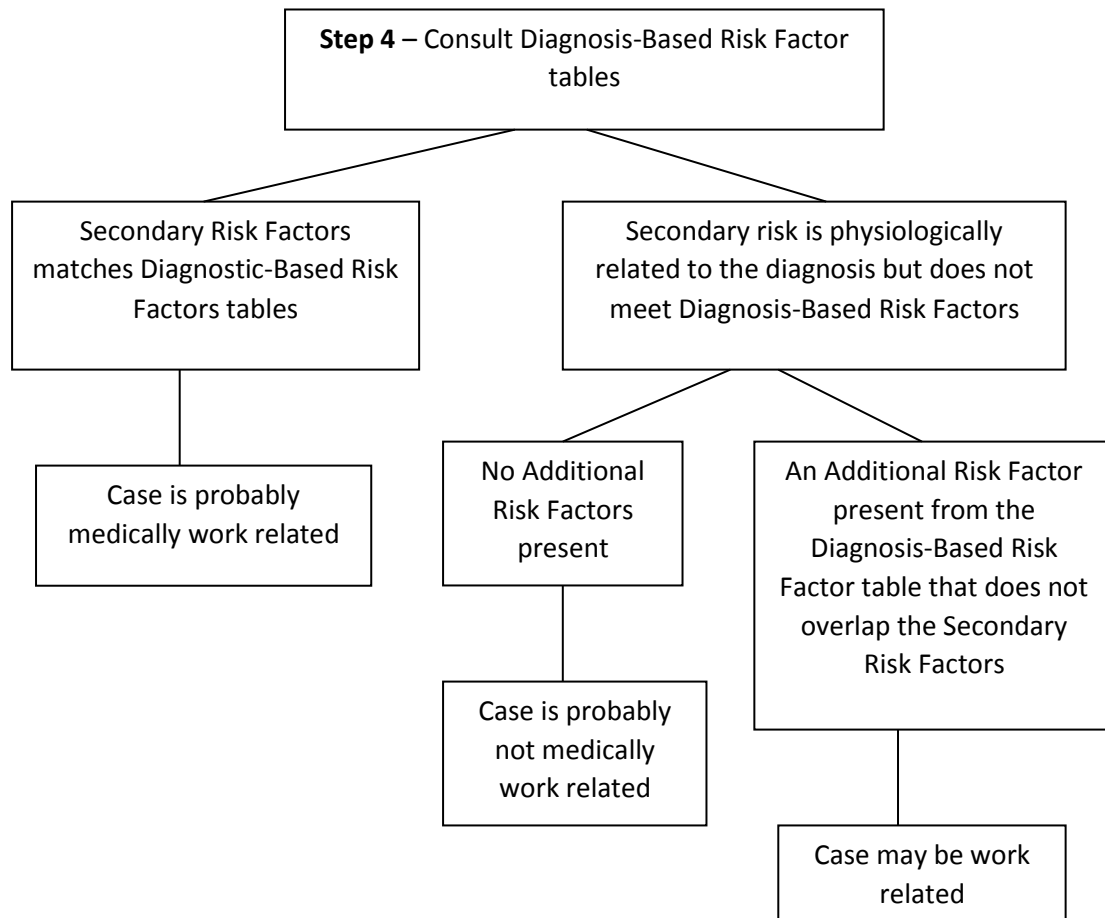 Step 4 – Consult Diagnosis-Based Risk Factor
tables
Secondary Risk Factors
matches Diagnostic-Based Risk
Factors tables
Secondary risk is physiologically
related to the diagnosis but does not
meet Diagnosis-Based Risk Factors
Case is probably
medically work related
No Additional
Risk Factors
present
An Additional Risk Factor
present from the
Diagnosis-Based Risk
Factor table that does not
overlap the Secondary
Risk Factors
Case is probably
not medically
work related
Case may be work
related